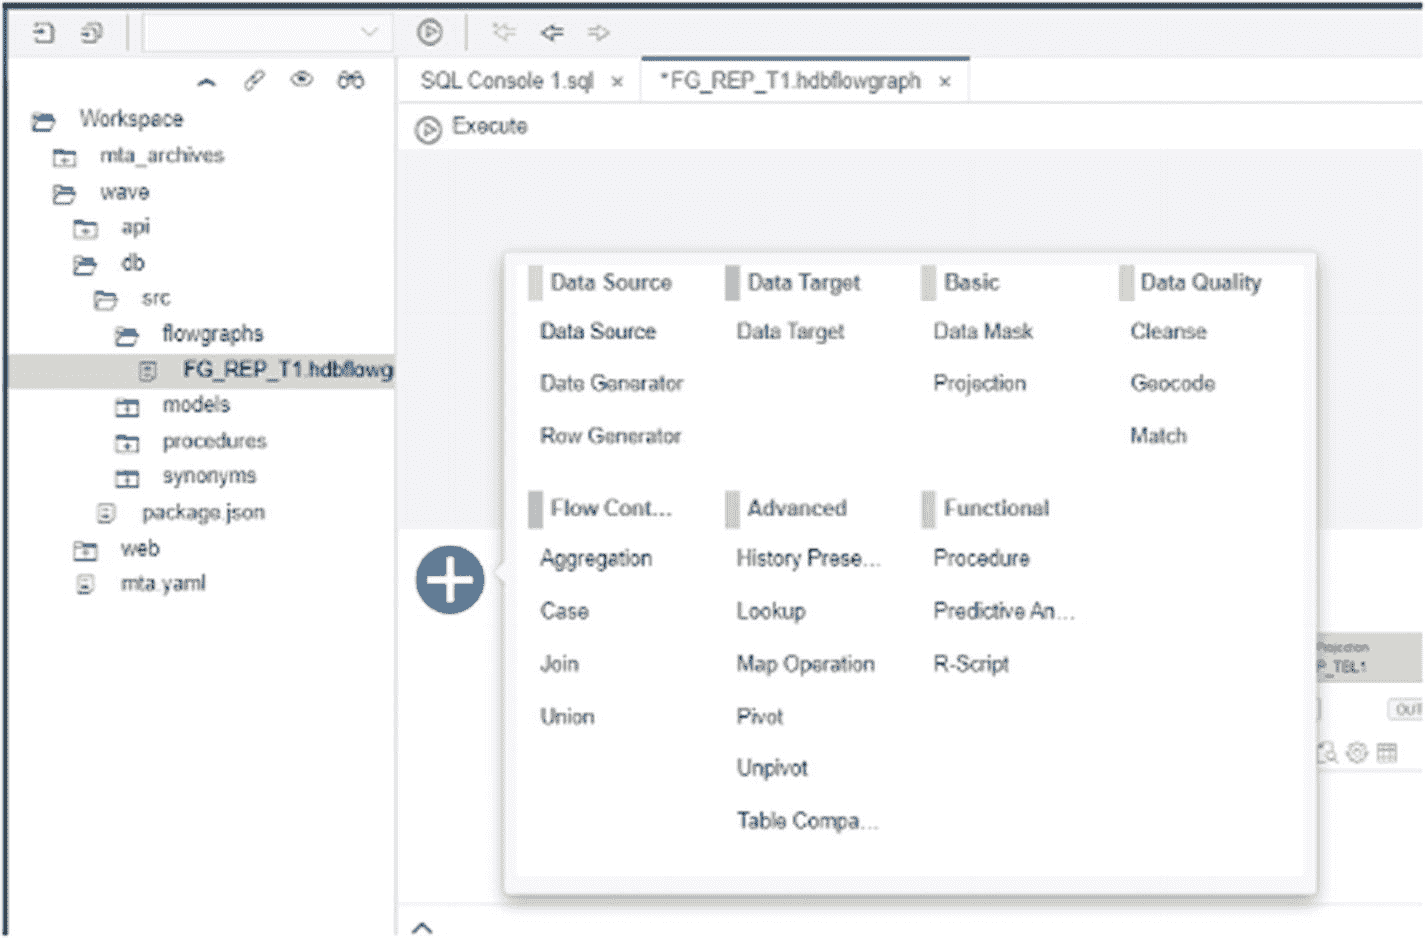 SQL Console 1.sql × *FG_REP_T1.hdbflowgraph ×
Execute
Workspace
mta_archives
wave
api
db
src
flowgraphs
FG_REP_T1.hdbflowg
models
procedures
synonyms
package.json
web
mta.yaml
Data Source
Data Source
Date Generator
Row Generator
Data Target
Data Target
Basic
Data Mask
Projection
Data Quality
Cleanse
Geocode
Match
Flow Cont...
Aggregation
Case
Join
Union
Advanced
History Prese...
Lookup
Map Operation
Pivot
Unpivot
Table Compa...
Functional
Procedure
Predictive An...
R-Script
Projection
P_TEL1
OUT